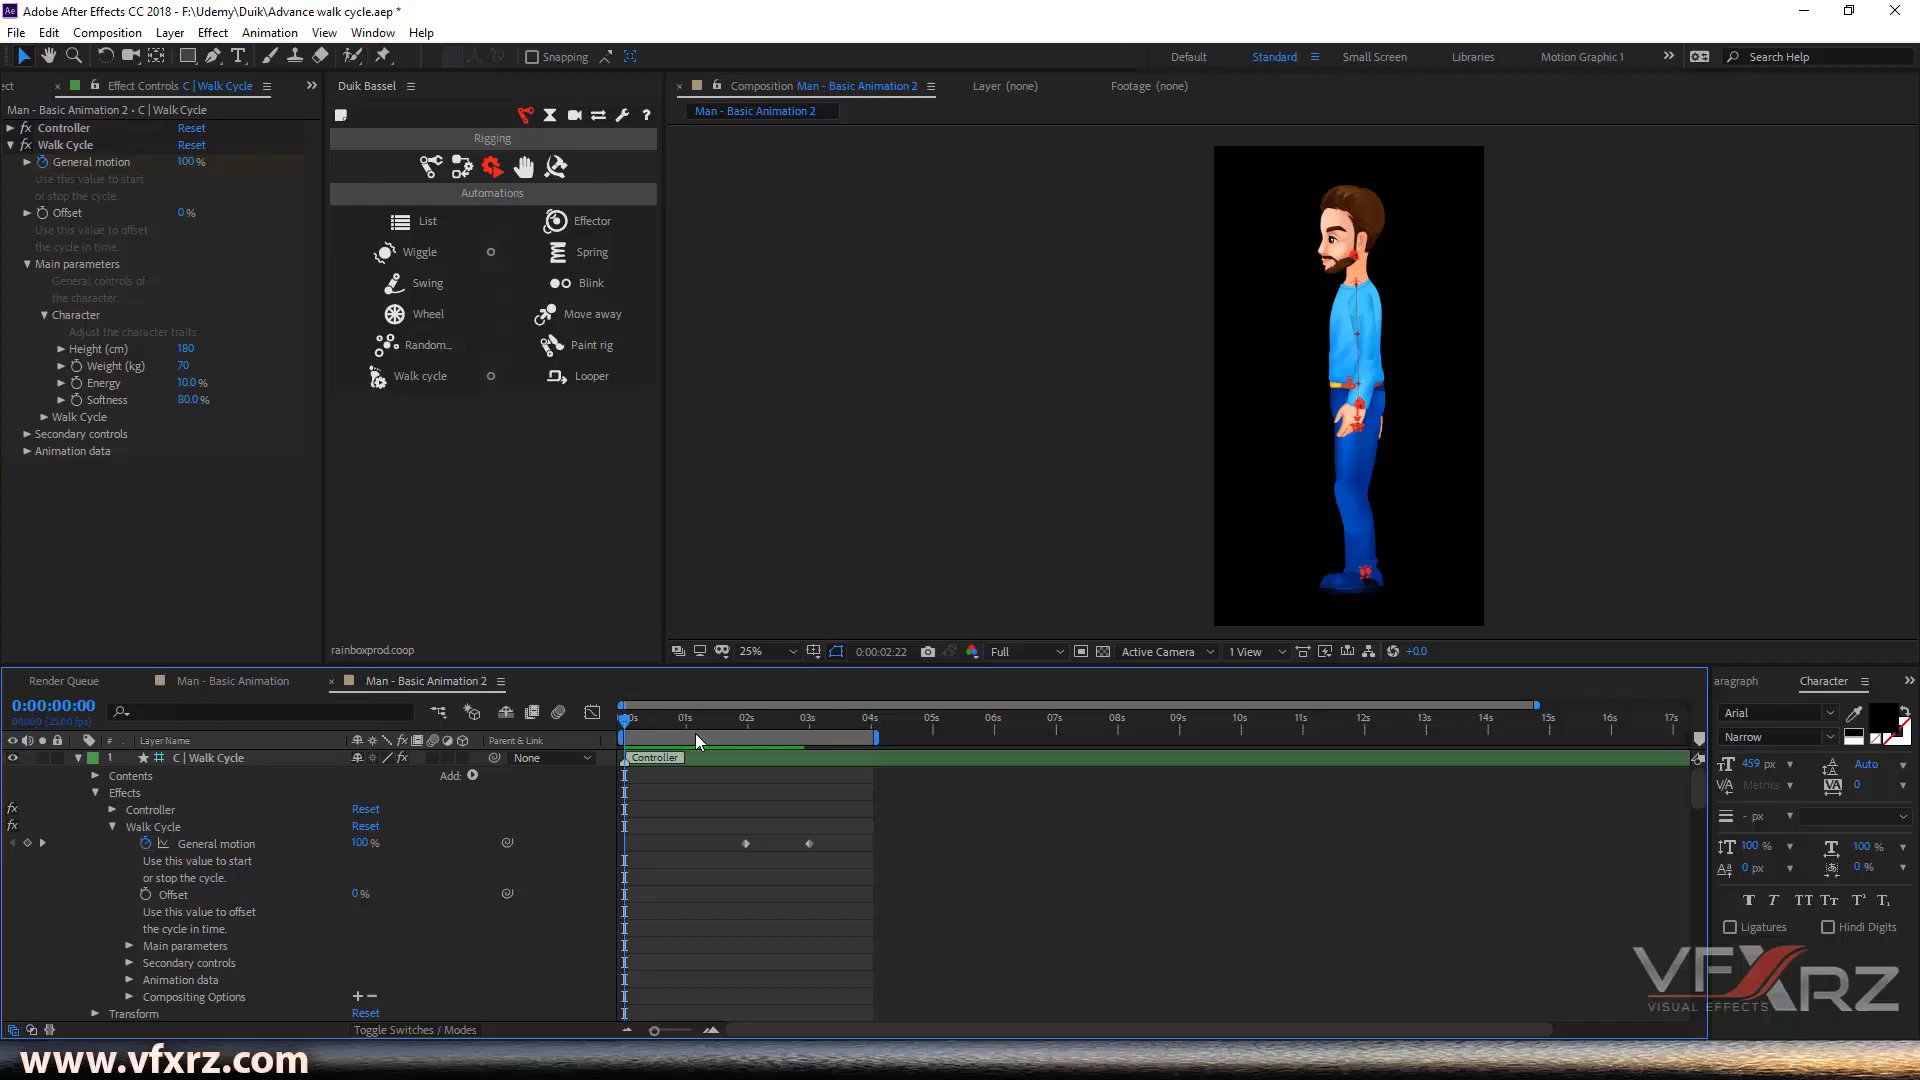 Adobe After Effects CC 2018 - F:\Udemy\Duik\Advance walk cycle.aep *
File Edit Composition Layer Effect Animation View Window Help
Snapping
Default Standard Small Screen Libraries Motion Graphic 1 Search Help
ect Effect Controls C | Walk Cycle
Man - Basic Animation 2 • C | Walk Cycle
Controller Reset
Walk Cycle Reset
General motion 100 %
Use this value to start
or stop the cycle.
Offset 0 %
Use this value to offset
the cycle in time.
Main parameters
General controls of
the character.
Character
Adjust the character traits
Height (cm) 180
Weight (kg) 70
Energy 10.0 %
Softness 80.0 %
Walk Cycle
Secondary controls
Animation data
Duik Bassel
Rigging
Automations
List Effector
Wiggle Spring
Swing Blink
Wheel Move away
Random... Paint rig
Walk cycle Looper
rainboxprod.coop
Composition Man - Basic Animation 2 Layer (none) Footage (none)
Man - Basic Animation 2
25% 0:00:02:22 Full Active Camera 1 View +0.0
Render Queue Man - Basic Animation Man - Basic Animation 2
0:00:00:00
00000 (25.00 fps)
# Layer Name Parent & Link
0s 01s 02s 03s 04s 05s 06s 07s 08s 09s 10s 11s 12s 13s 14s 15s 16s 17s
1 C | Walk Cycle None Controller
Contents Add:
Effects
Controller Reset
Walk Cycle Reset
General motion 100 %
Use this value to start
or stop the cycle.
Offset 0 %
Use this value to offset
the cycle in time.
Main parameters
Secondary controls
Animation data
Compositing Options
Transform Reset
Toggle Switches / Modes
aragraph Character
Arial
Narrow
459 px Auto
Metrics 0
- px
100 % 100 %
0 px 0 %
Ligatures Hindi Digits
VFXRZ
VISUAL EFFECTS
www.vfxrz.com